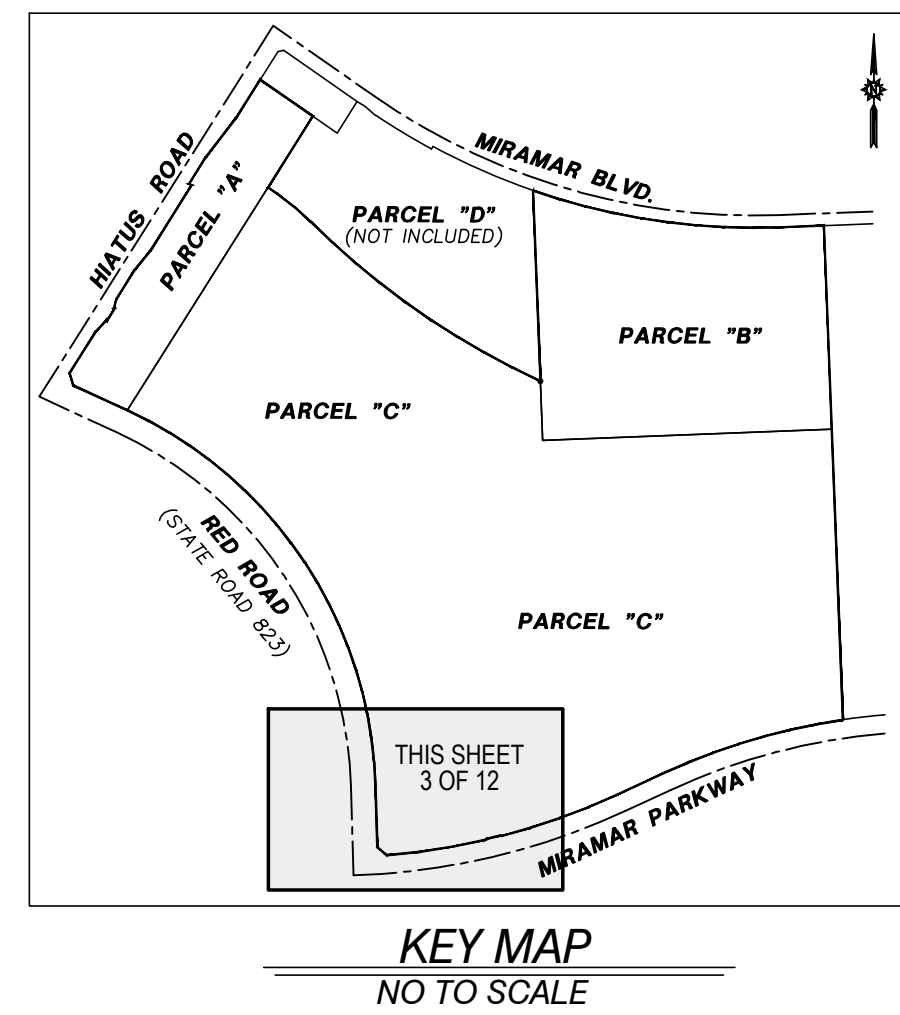 N
MIRAMAR BLVD.
HIATUS ROAD
PARCEL "A"
PARCEL "D"
(NOT INCLUDED)
PARCEL "B"
PARCEL "C"
RED ROAD
(STATE ROAD 823)
PARCEL "C"
THIS SHEET
3 OF 12
MIRAMAR PARKWAY
KEY MAP
NO TO SCALE